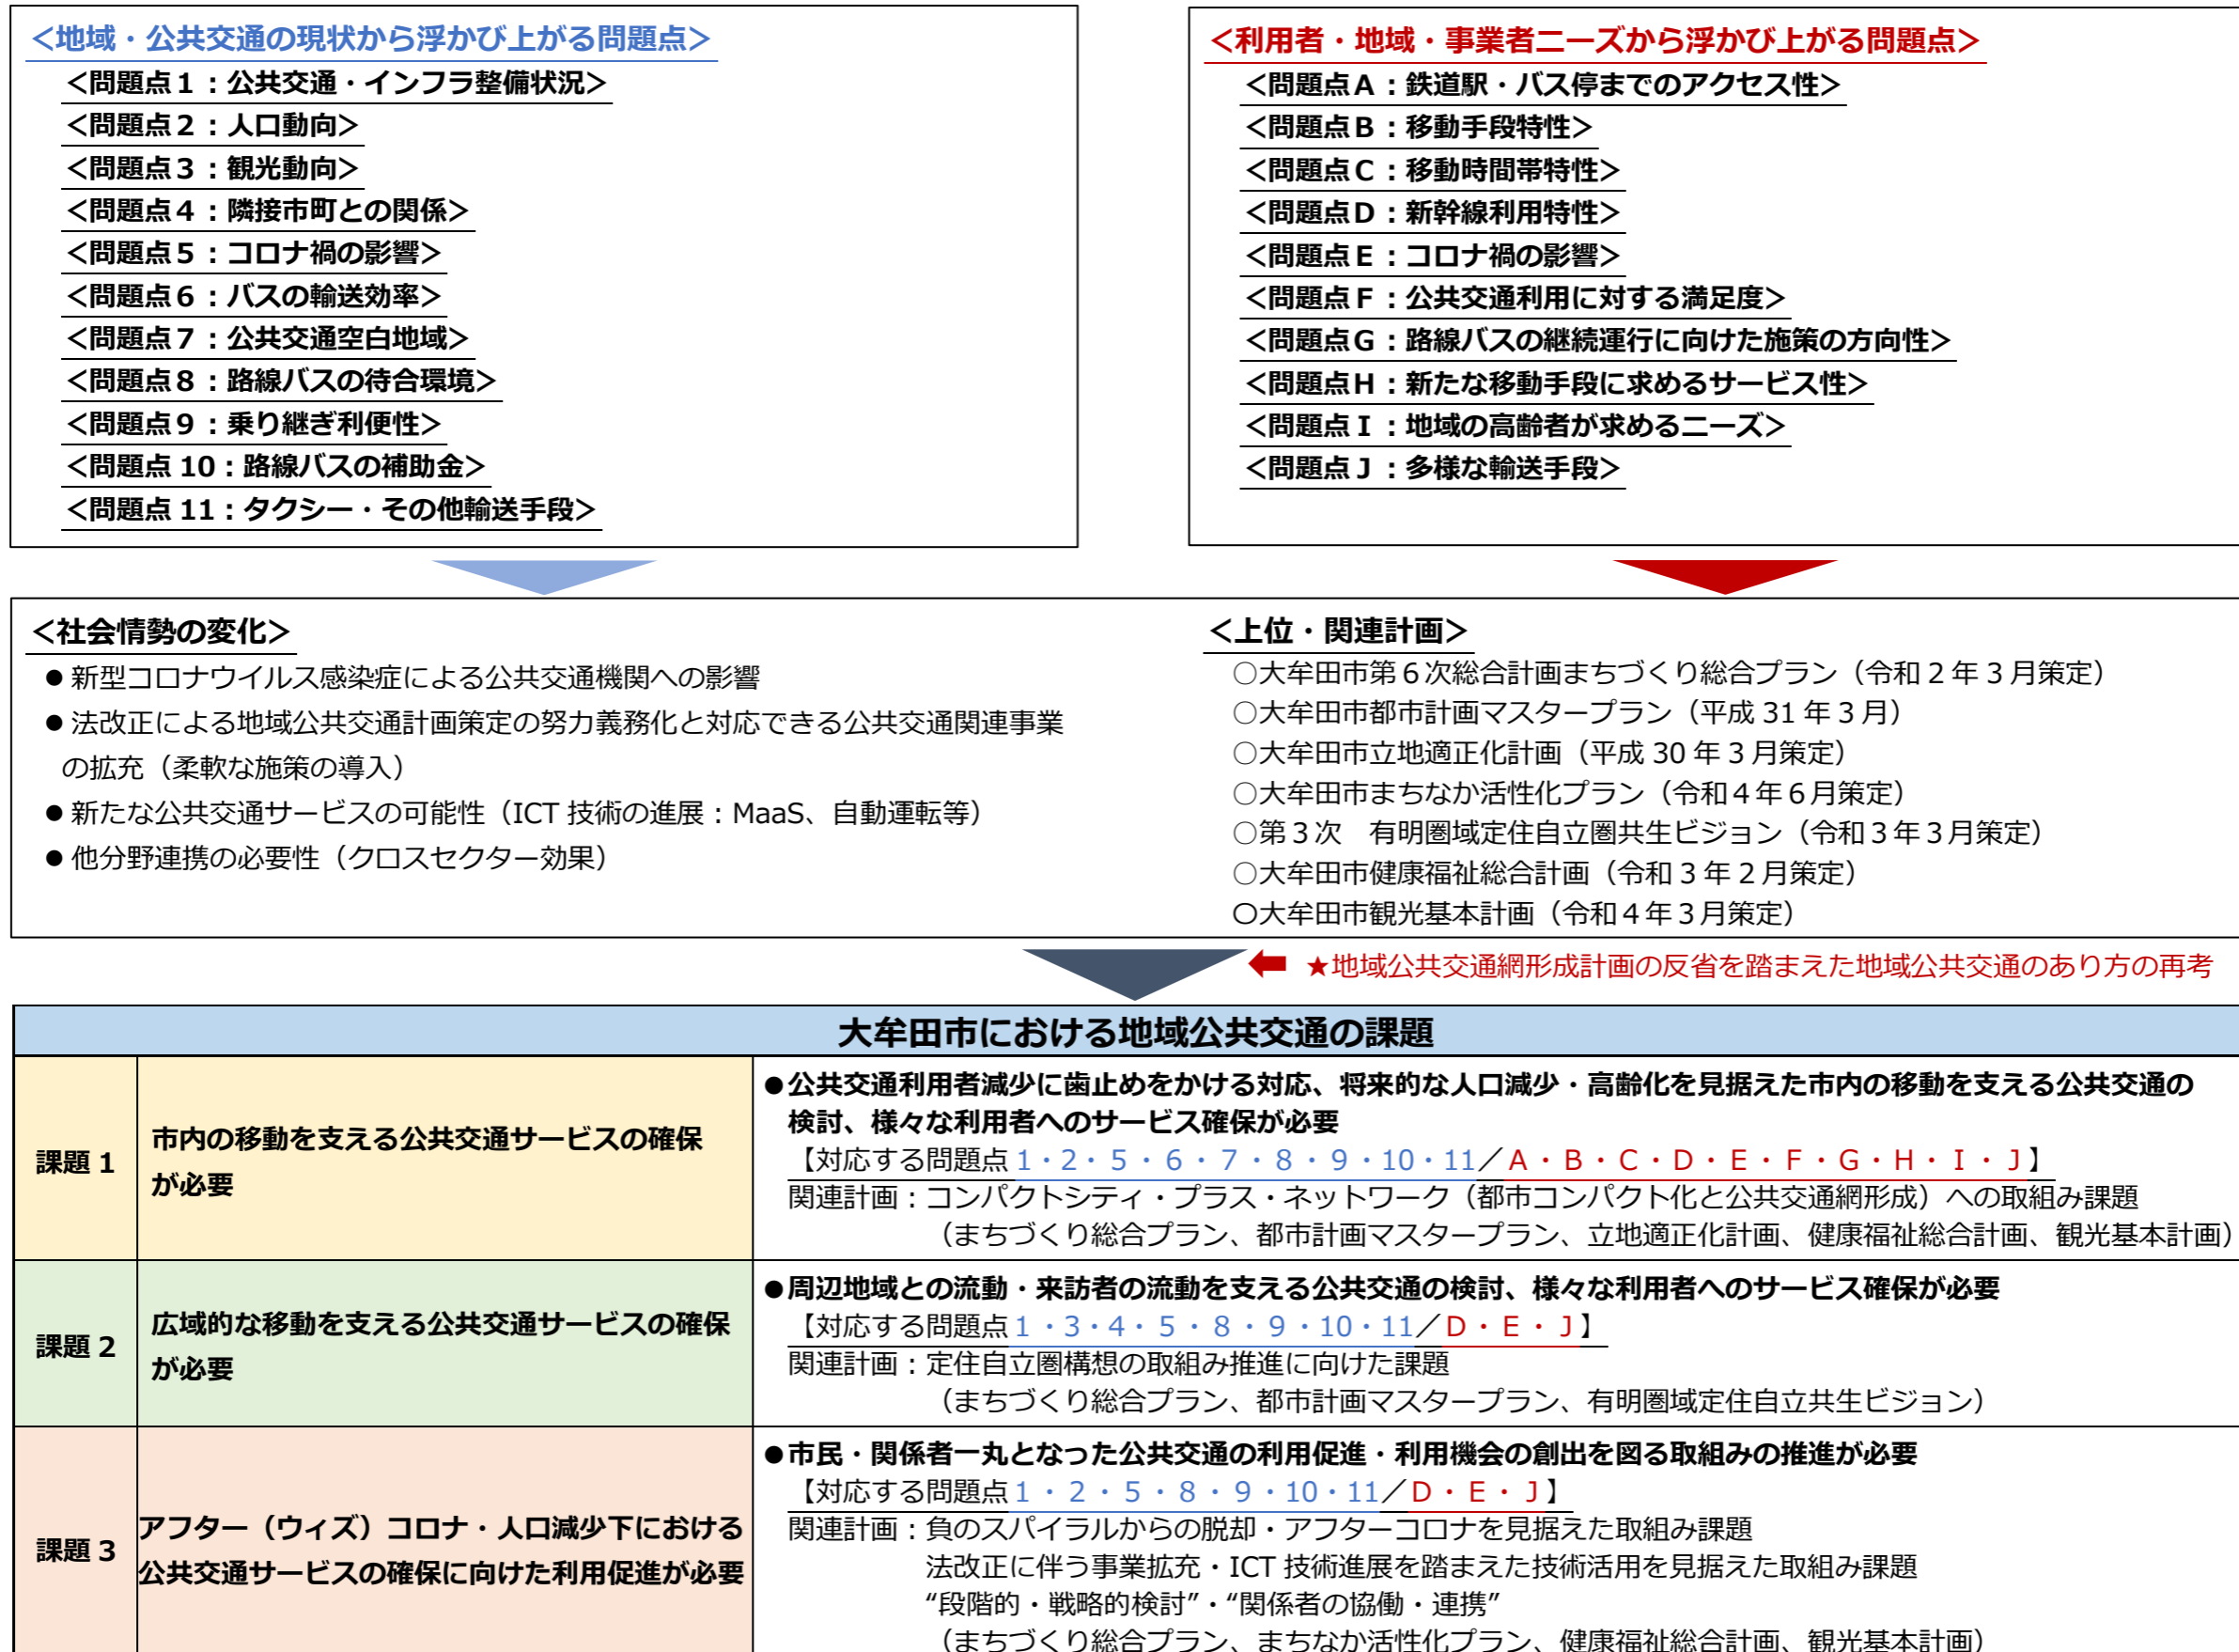 ＜地域・公共交通の現状から浮かび上がる問題点＞
＜問題点１：公共交通・インフラ整備状況＞
＜問題点２：人口動向＞
＜問題点３：観光動向＞
＜問題点４：隣接市町との関係＞
＜問題点５：コロナ禍の影響＞
＜問題点６：バスの輸送効率＞
＜問題点７：公共交通空白地域＞
＜問題点８：路線バスの待合環境＞
＜問題点９：乗り継ぎ利便性＞
＜問題点 10：路線バスの補助金＞
＜問題点 11：タクシー・その他輸送手段＞
＜利用者・地域・事業者ニーズから浮かび上がる問題点＞
＜問題点Ａ：鉄道駅・バス停までのアクセス性＞
＜問題点Ｂ：移動手段特性＞
＜問題点Ｃ：移動時間帯特性＞
＜問題点Ｄ：新幹線利用特性＞
＜問題点Ｅ：コロナ禍の影響＞
＜問題点Ｆ：公共交通利用に対する満足度＞
＜問題点Ｇ：路線バスの継続運行に向けた施策の方向性＞
＜問題点Ｈ：新たな移動手段に求めるサービス性＞
＜問題点Ｉ：地域の高齢者が求めるニーズ＞
＜問題点Ｊ：多様な輸送手段＞
＜社会情勢の変化＞
●新型コロナウイルス感染症による公共交通機関への影響
●法改正による地域公共交通計画策定の努力義務化と対応できる公共交通関連事業
の拡充（柔軟な施策の導入）
●新たな公共交通サービスの可能性（ICT 技術の進展：MaaS、自動運転等）
●他分野連携の必要性（クロスセクター効果）
＜上位・関連計画＞
○大牟田市第６次総合計画まちづくり総合プラン（令和２年３月策定）
○大牟田市都市計画マスタープラン（平成 31 年３月）
○大牟田市立地適正化計画（平成 30 年３月策定）
○大牟田市まちなか活性化プラン（令和４年６月策定）
○第３次　有明圏域定住自立圏共生ビジョン（令和３年３月策定）
○大牟田市健康福祉総合計画（令和３年２月策定）
〇大牟田市観光基本計画（令和４年３月策定）
★地域公共交通網形成計画の反省を踏まえた地域公共交通のあり方の再考
大牟田市における地域公共交通の課題
課題１
市内の移動を支える公共交通サービスの確保
が必要
●公共交通利用者減少に歯止めをかける対応、将来的な人口減少・高齢化を見据えた市内の移動を支える公共交通の
検討、様々な利用者へのサービス確保が必要
【対応する問題点１・２・５・６・７・８・９・10・11／Ａ・Ｂ・Ｃ・Ｄ・Ｅ・Ｆ・Ｇ・Ｈ・Ｉ・Ｊ】
関連計画：コンパクトシティ・プラス・ネットワーク（都市コンパクト化と公共交通網形成）への取組み課題
（まちづくり総合プラン、都市計画マスタープラン、立地適正化計画、健康福祉総合計画、観光基本計画）
課題２
広域的な移動を支える公共交通サービスの確保
が必要
●周辺地域との流動・来訪者の流動を支える公共交通の検討、様々な利用者へのサービス確保が必要
【対応する問題点１・３・４・５・８・９・10・11／Ｄ・Ｅ・Ｊ】
関連計画：定住自立圏構想の取組み推進に向けた課題
（まちづくり総合プラン、都市計画マスタープラン、有明圏域定住自立共生ビジョン）
課題３
アフター（ウィズ）コロナ・人口減少下における
公共交通サービスの確保に向けた利用促進が必要
●市民・関係者一丸となった公共交通の利用促進・利用機会の創出を図る取組みの推進が必要
【対応する問題点１・２・５・８・９・10・11／Ｄ・Ｅ・Ｊ】
関連計画：負のスパイラルからの脱却・アフターコロナを見据えた取組み課題
法改正に伴う事業拡充・ICT 技術進展を踏まえた技術活用を見据えた取組み課題
“段階的・戦略的検討”・“関係者の協働・連携”
（まちづくり総合プラン、まちなか活性化プラン、健康福祉総合計画、観光基本計画）